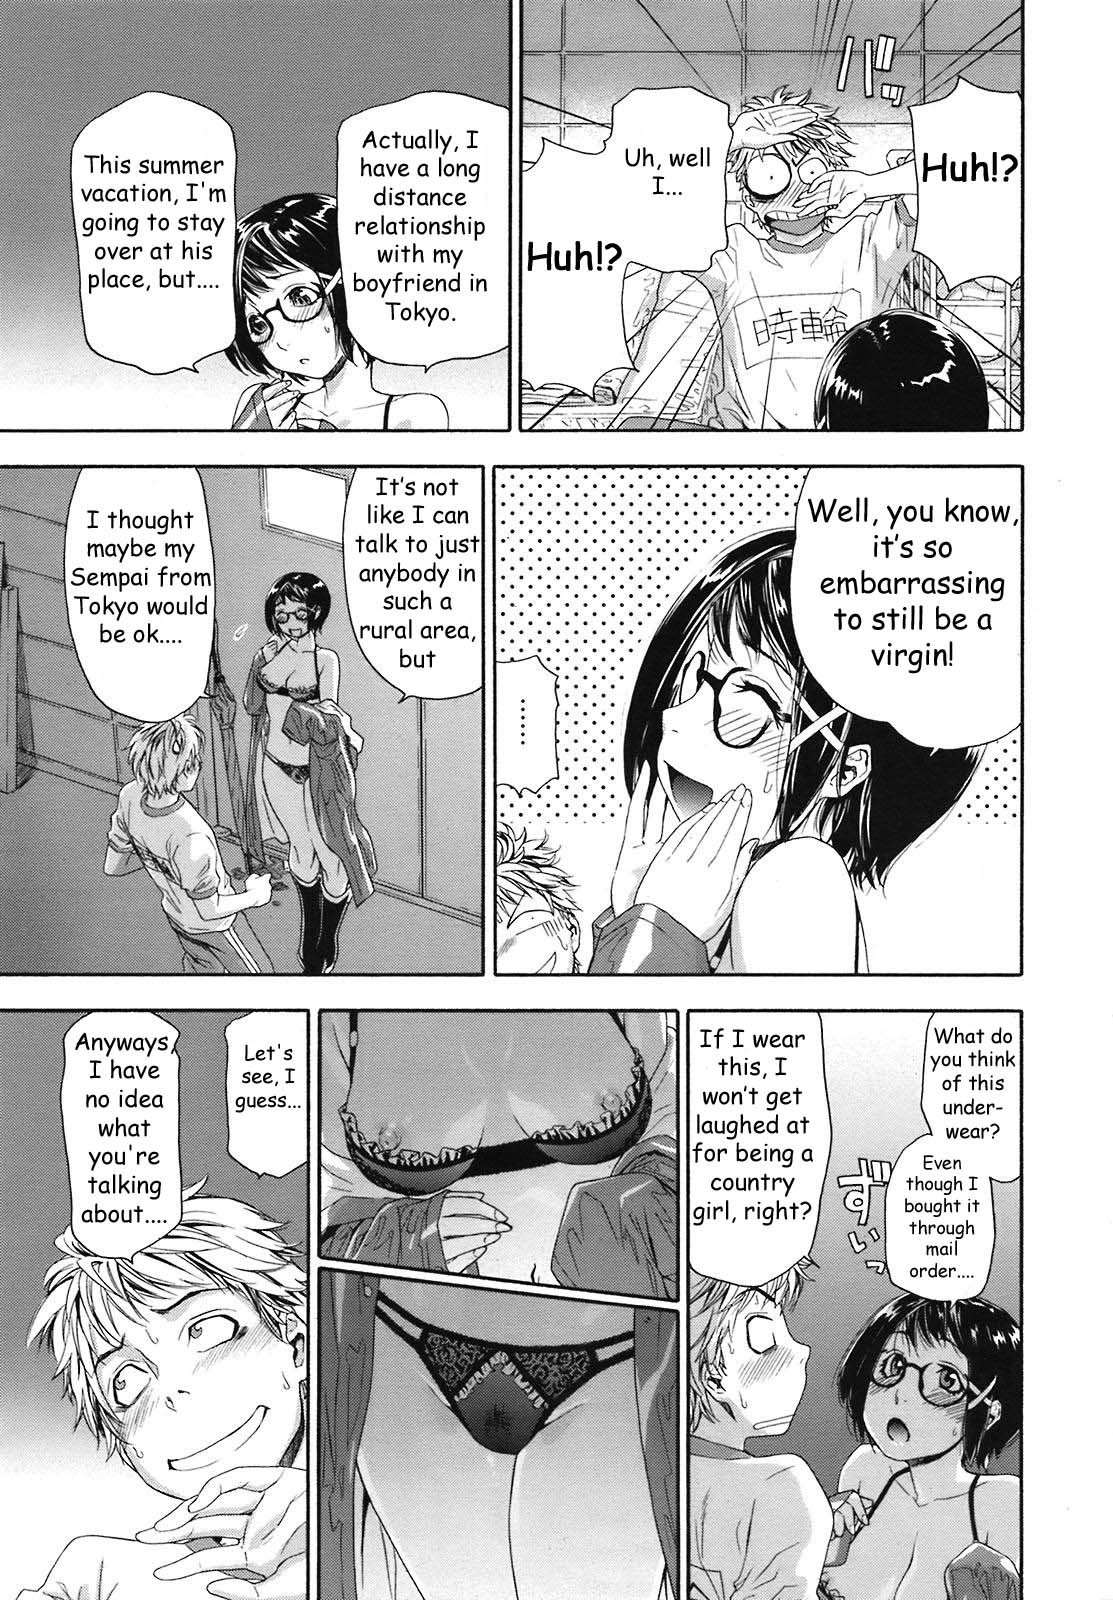 Huh!?
バッ
Uh, well
I...
Huh!?
時輪
Actually, I
have a long
distance
relationship
with my
boyfriend in
Tokyo.
This summer
vacation, I'm
going to stay
over at his
place, but....
Well, you know,
it's so
embarrassing
to still be a
virgin!
........
It's not
like I can
talk to just
anybody in
such a
rural area,
but
I thought
maybe my
Sempai from
Tokyo would
be ok....
What do
you think
of this
under-
wear?
Even
though I
bought it
through
mail
order....
ずいっ
If I wear
this, I
won't get
laughed at
for being a
country
girl, right?
Let's
see, I
guess...
Anyways,
I have
no idea
what
you're
talking
about....